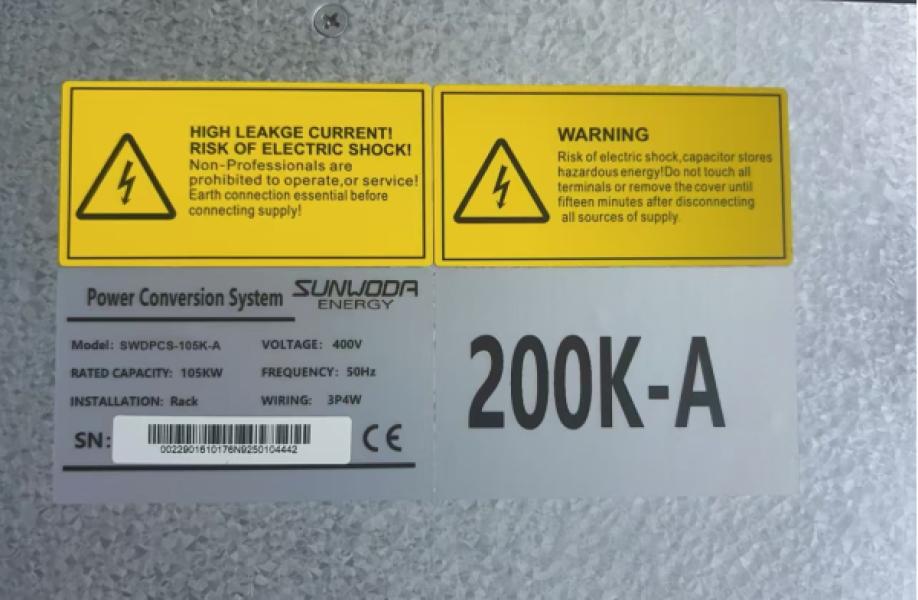 HIGH LEAKGE CURRENT!
RISK OF ELECTRIC SHOCK!
Non-Professionals are
prohibited to operate,or service!
Earth connection essential before
connecting supply!
WARNING
Risk of electric shock,capacitor stores
hazardous energy!Do not touch all
terminals or remove the cover until
fifteen minutes after disconnecting
all sources of supply.
Power Conversion System SUNWODA
ENERGY
Model: SWDPCS-105K-A VOLTAGE: 400V
RATED CAPACITY: 105KW FREQUENCY: 50Hz
INSTALLATION: Rack WIRING: 3P4W
SN: CE
0022901610176N9250104442
200K-A